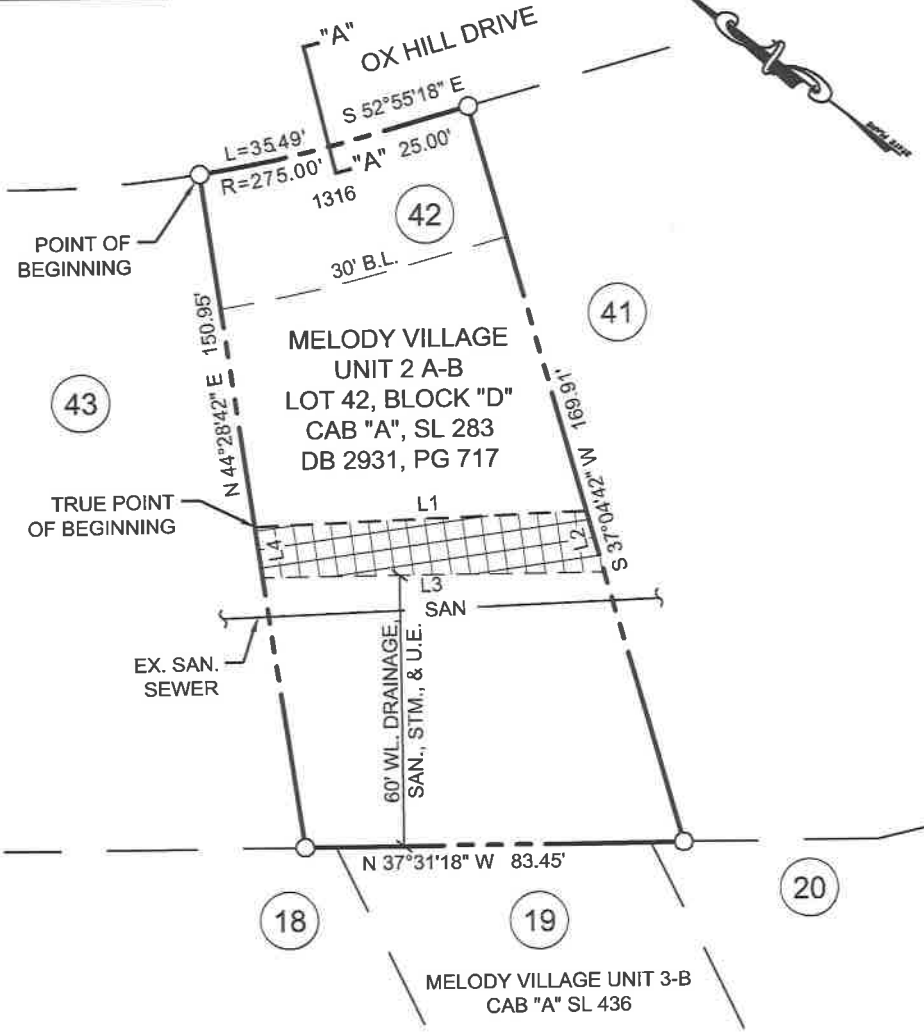 "A"
OX HILL DRIVE
S 52°55'18" E
L=35.49'
R=275.00'
"A"
25.00'
1316
42
POINT OF
BEGINNING
30' B.L.
41
150.95'
N 44°28'42" E
MELODY VILLAGE
UNIT 2 A-B
LOT 42, BLOCK "D"
CAB "A", SL 283
DB 2931, PG 717
43
S 37°04'42" W 169.91'
TRUE POINT
OF BEGINNING
L1
L4
L2
L3
SAN
EX. SAN.
SEWER
60' WL. DRAINAGE,
SAN., STM., & U.E.
N 37°31'18" W 83.45'
18
19
20
MELODY VILLAGE UNIT 3-B
CAB "A" SL 436